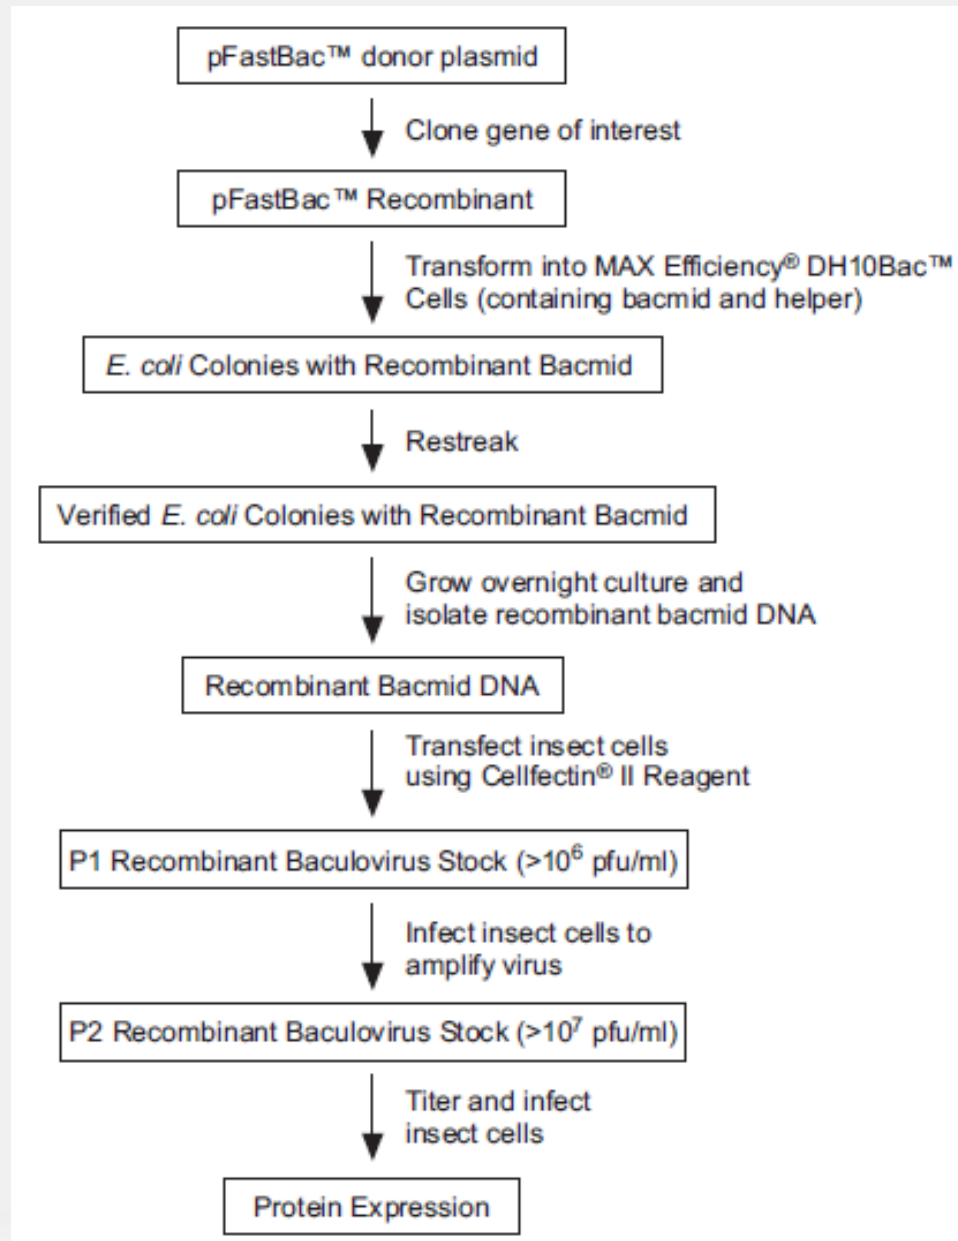 pFastBac™ donor plasmid
Clone gene of interest
pFastBac™ Recombinant
Transform into MAX Efficiency® DH10Bac™
Cells (containing bacmid and helper)
E. coli Colonies with Recombinant Bacmid
Restreak
Verified E. coli Colonies with Recombinant Bacmid
Grow overnight culture and
isolate recombinant bacmid DNA
Recombinant Bacmid DNA
Transfect insect cells
using Cellfectin® II Reagent
P1 Recombinant Baculovirus Stock (>10⁶ pfu/ml)
Infect insect cells to
amplify virus
P2 Recombinant Baculovirus Stock (>10⁷ pfu/ml)
Titer and infect
insect cells
Protein Expression